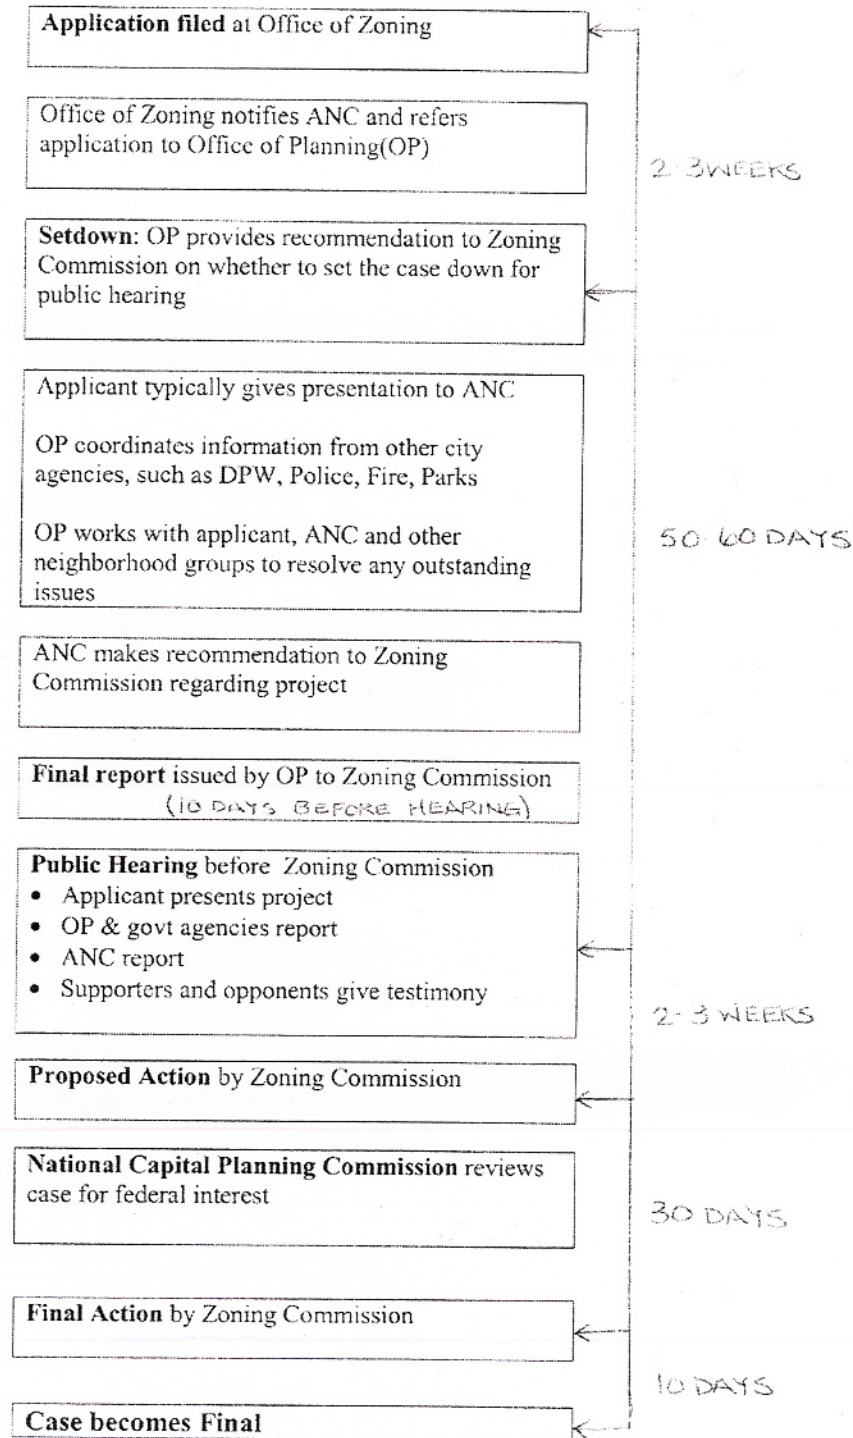 Application filed at Office of Zoning
Office of Zoning notifies ANC and refers
application to Office of Planning(OP)
2-3 WEEKS
Setdown: OP provides recommendation to Zoning
Commission on whether to set the case down for
public hearing
Applicant typically gives presentation to ANC
OP coordinates information from other city
agencies, such as DPW, Police, Fire, Parks
OP works with applicant, ANC and other
neighborhood groups to resolve any outstanding
issues
50-60 DAYS
ANC makes recommendation to Zoning
Commission regarding project
Final report issued by OP to Zoning Commission
(10 DAYS BEFORE HEARING)
Public Hearing before Zoning Commission
• Applicant presents project
• OP & govt agencies report
• ANC report
• Supporters and opponents give testimony
2-3 WEEKS
Proposed Action by Zoning Commission
National Capital Planning Commission reviews
case for federal interest
30 DAYS
Final Action by Zoning Commission
10 DAYS
Case becomes Final